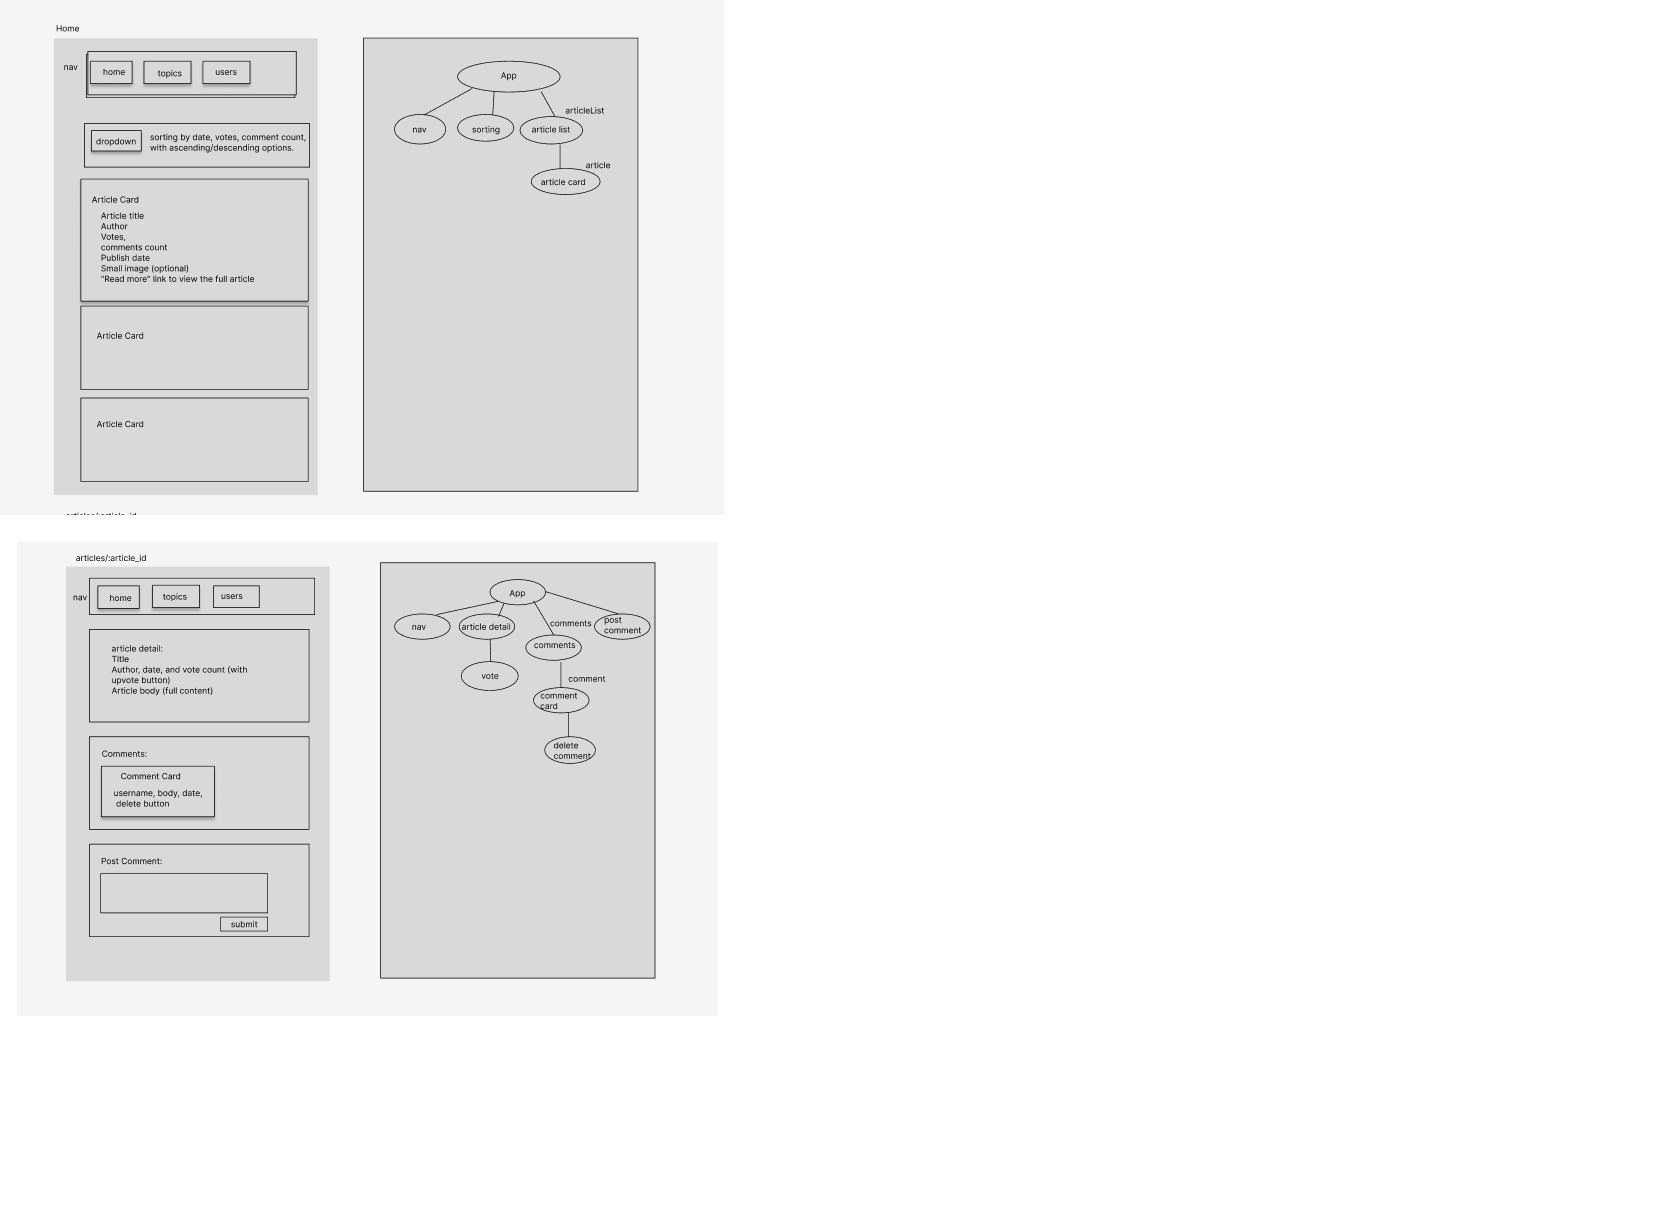 Home
nav
home
topics
users
dropdown
sorting by date, votes, comment count,
with ascending/descending options.
Article Card
Article title
Author
Votes,
comments count
Publish date
Small image (optional)
"Read more" link to view the full article
Article Card
Article Card
App
articleList
nav
sorting
article list
article
article card
articles/:article_id
articles/:article_id
nav
home
topics
users
article detail:
Title
Author, date, and vote count (with
upvote button)
Article body (full content)
Comments:
Comment Card
username, body, date,
delete button
Post Comment:
submit
App
nav
article detail
comments
post
comment
comments
vote
comment
comment
card
delete
comment